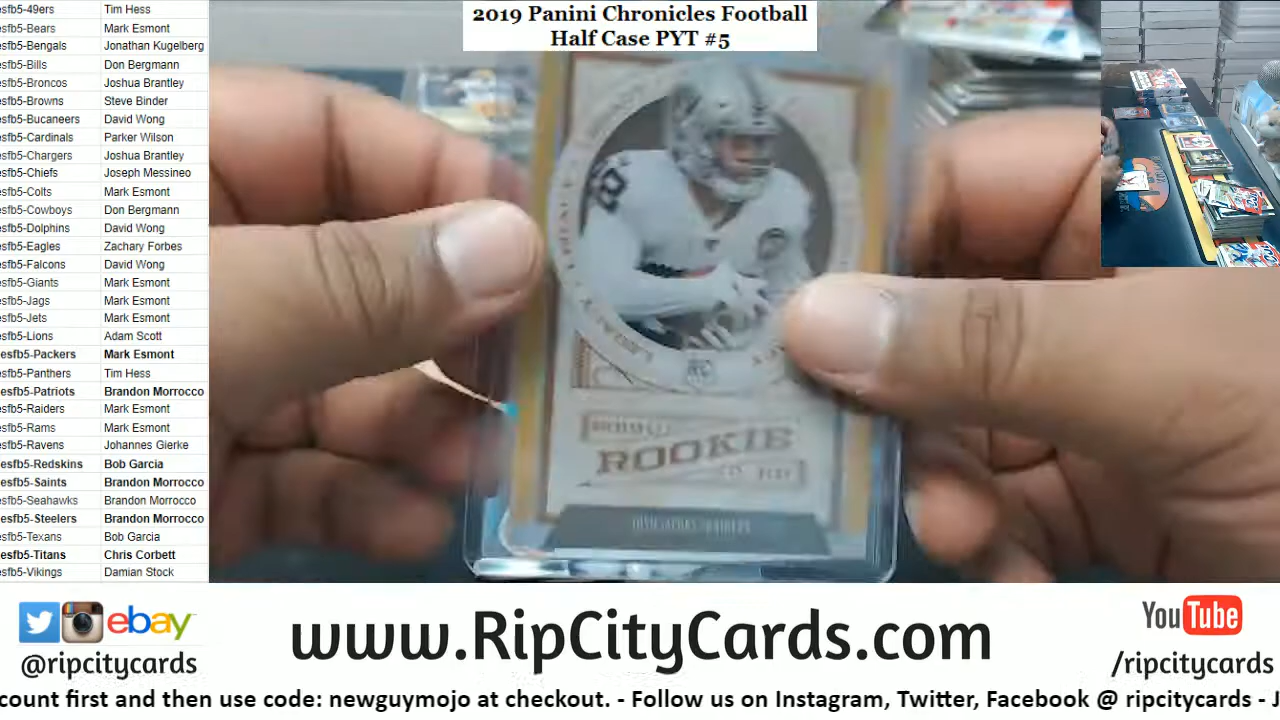 2019 Panini Chronicles Football
Half Case PYT #5
esfb5-49ers Tim Hess
esfb5-Bears Mark Esmont
esfb5-Bengals Jonathan Kugelberg
esfb5-Bills Don Bergmann
esfb5-Broncos Joshua Brantley
esfb5-Browns Steve Binder
esfb5-Bucaneers David Wong
esfb5-Cardinals Parker Wilson
esfb5-Chargers Joshua Brantley
esfb5-Chiefs Joseph Messineo
esfb5-Colts Mark Esmont
esfb5-Cowboys Don Bergmann
esfb5-Dolphins David Wong
esfb5-Eagles Zachary Forbes
esfb5-Falcons David Wong
esfb5-Giants Mark Esmont
esfb5-Jags Mark Esmont
esfb5-Jets Mark Esmont
esfb5-Lions Adam Scott
esfb5-Packers Mark Esmont
esfb5-Panthers Tim Hess
esfb5-Patriots Brandon Morrocco
esfb5-Raiders Mark Esmont
esfb5-Rams Mark Esmont
esfb5-Ravens Johannes Gierke
esfb5-Redskins Bob Garcia
esfb5-Saints Brandon Morrocco
esfb5-Seahawks Brandon Morrocco
esfb5-Steelers Brandon Morrocco
esfb5-Texans Bob Garcia
esfb5-Titans Chris Corbett
esfb5-Vikings Damian Stock
RC
ROOKIE
ebay
@ripcitycards
www.RipCityCards.com
YouTube
/ripcitycards
count first and then use code: newguymojo at checkout. - Follow us on Instagram, Twitter, Facebook @ ripcitycards - J